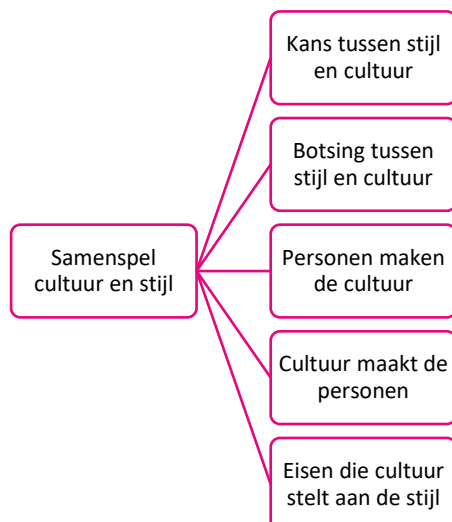 Kans tussen stijl
en cultuur
Botsing tussen
stijl en cultuur
Samenspel
cultuur en stijl
Personen maken
de cultuur
Cultuur maakt de
personen
Eisen die cultuur
stelt aan de stijl